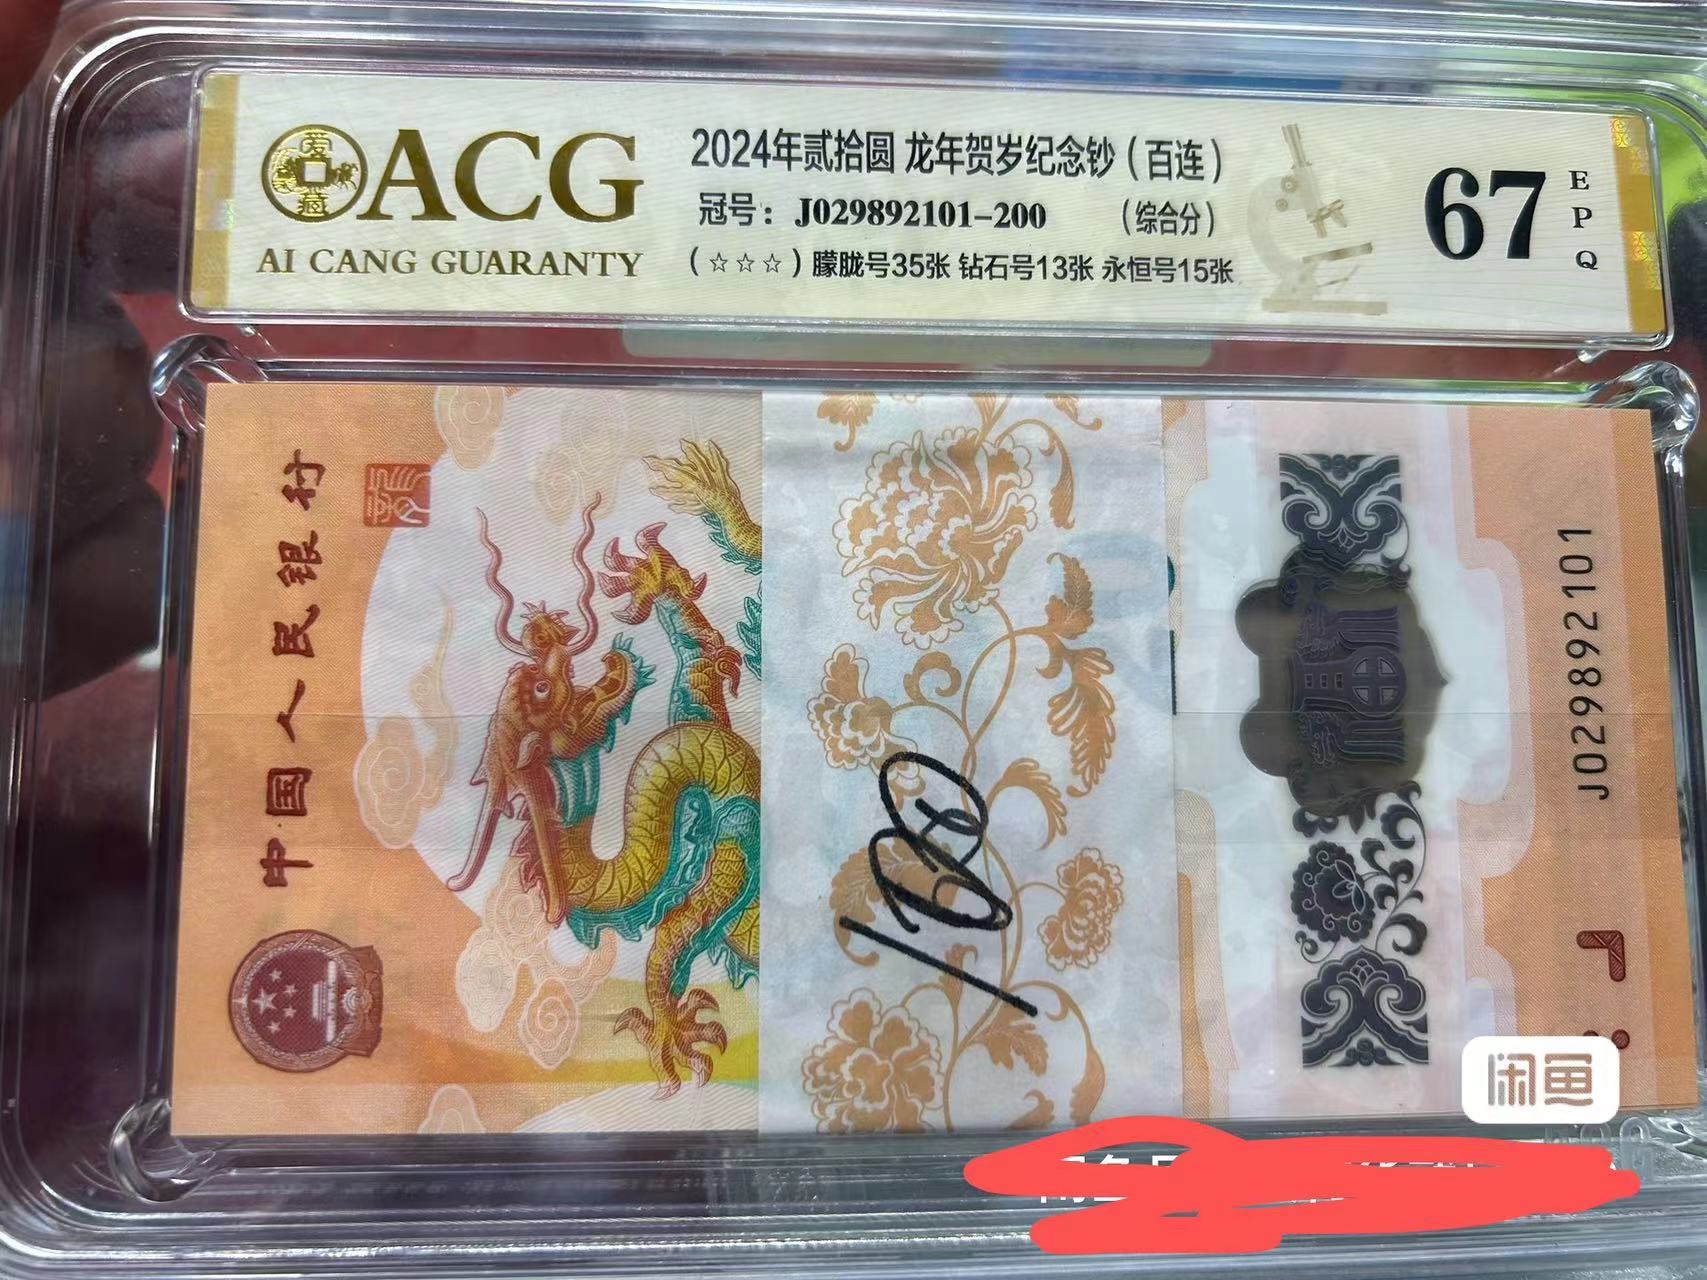 爱藏
ACG
AI CANG GUARANTY
2024年贰拾圆 龙年贺岁纪念钞(百连)
冠号: J029892101-200 (综合分)
(☆☆☆)朦胧号35张 钻石号13张 永恒号15张
67
EPQ
中国人民银行
J029892101
J
闲鱼